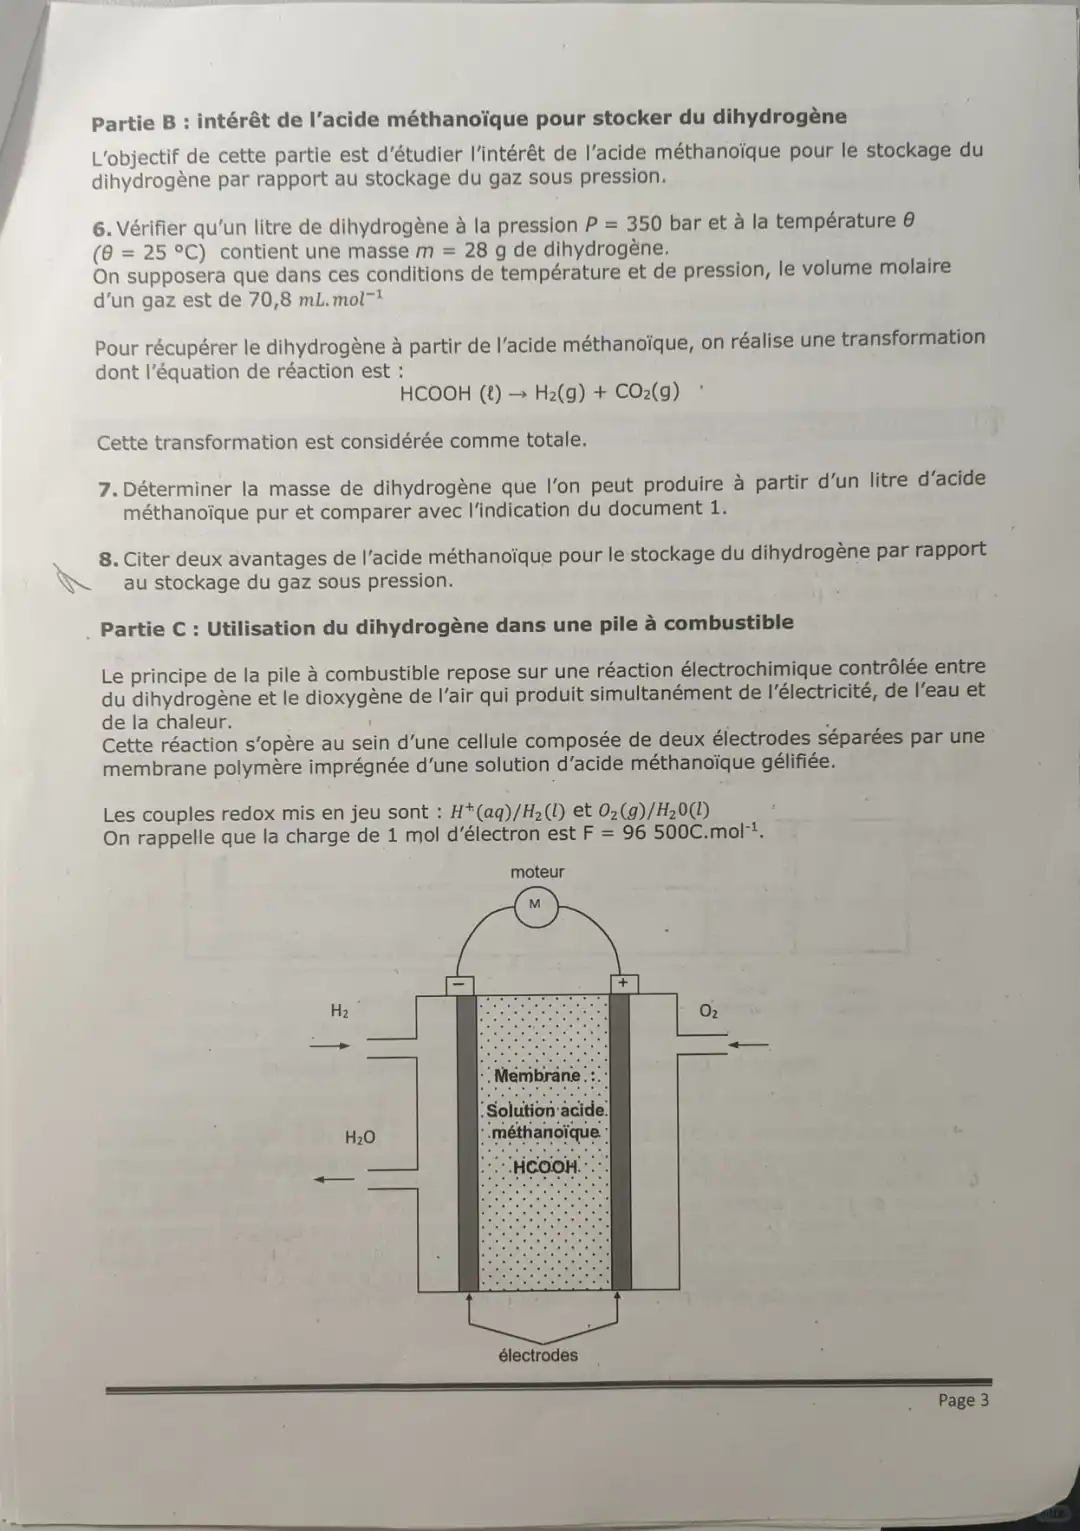 Partie B : intérêt de l'acide méthanoïque pour stocker du dihydrogène
L'objectif de cette partie est d'étudier l'intérêt de l'acide méthanoïque pour le stockage du
dihydrogène par rapport au stockage du gaz sous pression.
6. Vérifier qu'un litre de dihydrogène à la pression P = 350 bar et à la température θ
(θ = 25 °C) contient une masse m = 28 g de dihydrogène.
On supposera que dans ces conditions de température et de pression, le volume molaire
d'un gaz est de 70,8 mL.mol⁻¹
Pour récupérer le dihydrogène à partir de l'acide méthanoïque, on réalise une transformation
dont l'équation de réaction est :
HCOOH (ℓ) → H₂(g) + CO₂(g)
Cette transformation est considérée comme totale.
7. Déterminer la masse de dihydrogène que l'on peut produire à partir d'un litre d'acide
méthanoïque pur et comparer avec l'indication du document 1.
8. Citer deux avantages de l'acide méthanoïque pour le stockage du dihydrogène par rapport
au stockage du gaz sous pression.
Partie C : Utilisation du dihydrogène dans une pile à combustible
Le principe de la pile à combustible repose sur une réaction électrochimique contrôlée entre
du dihydrogène et le dioxygène de l'air qui produit simultanément de l'électricité, de l'eau et
de la chaleur.
Cette réaction s'opère au sein d'une cellule composée de deux électrodes séparées par une
membrane polymère imprégnée d'une solution d'acide méthanoïque gélifiée.
Les couples redox mis en jeu sont : H⁺(aq)/H₂(l) et O₂(g)/H₂0(l)
On rappelle que la charge de 1 mol d'électron est F = 96 500C.mol⁻¹.
moteur
M
− +
H₂ O₂
Membrane :
Solution acide
méthanoïque
H₂O
HCOOH
électrodes
Page 3